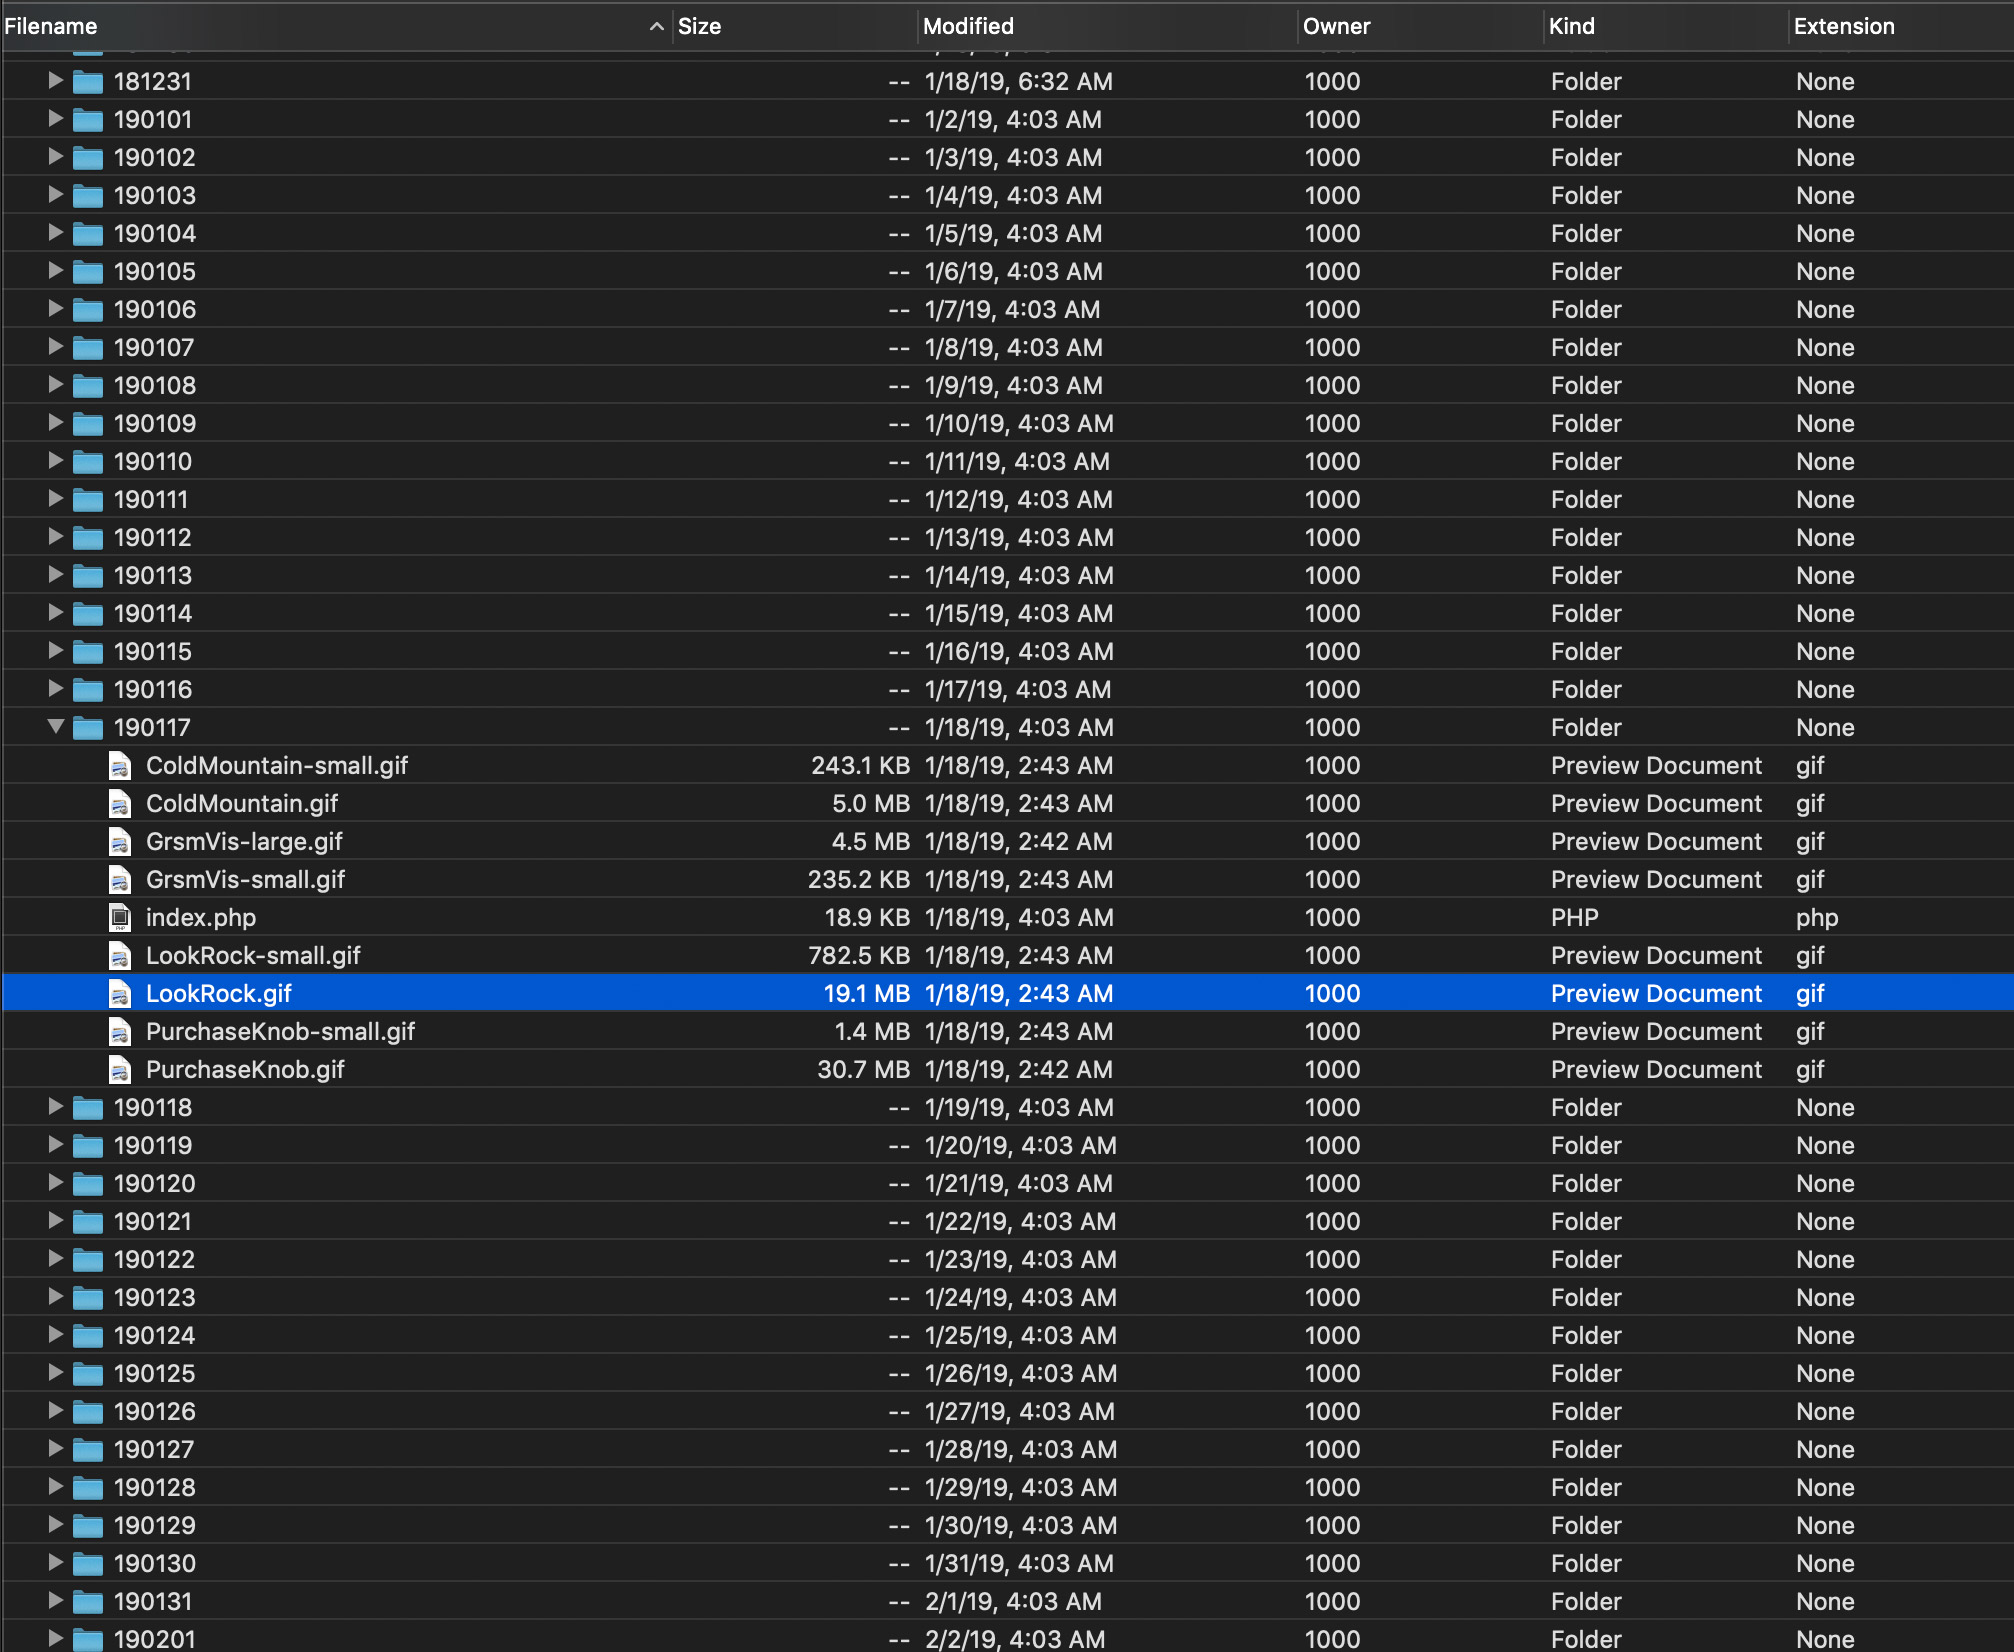 Filename Size Modified Owner Kind Extension
181231 -- 1/18/19, 6:32 AM 1000 Folder None
190101 -- 1/2/19, 4:03 AM 1000 Folder None
190102 -- 1/3/19, 4:03 AM 1000 Folder None
190103 -- 1/4/19, 4:03 AM 1000 Folder None
190104 -- 1/5/19, 4:03 AM 1000 Folder None
190105 -- 1/6/19, 4:03 AM 1000 Folder None
190106 -- 1/7/19, 4:03 AM 1000 Folder None
190107 -- 1/8/19, 4:03 AM 1000 Folder None
190108 -- 1/9/19, 4:03 AM 1000 Folder None
190109 -- 1/10/19, 4:03 AM 1000 Folder None
190110 -- 1/11/19, 4:03 AM 1000 Folder None
190111 -- 1/12/19, 4:03 AM 1000 Folder None
190112 -- 1/13/19, 4:03 AM 1000 Folder None
190113 -- 1/14/19, 4:03 AM 1000 Folder None
190114 -- 1/15/19, 4:03 AM 1000 Folder None
190115 -- 1/16/19, 4:03 AM 1000 Folder None
190116 -- 1/17/19, 4:03 AM 1000 Folder None
190117 -- 1/18/19, 4:03 AM 1000 Folder None
ColdMountain-small.gif 243.1 KB 1/18/19, 2:43 AM 1000 Preview Document gif
ColdMountain.gif 5.0 MB 1/18/19, 2:43 AM 1000 Preview Document gif
GrsmVis-large.gif 4.5 MB 1/18/19, 2:42 AM 1000 Preview Document gif
GrsmVis-small.gif 235.2 KB 1/18/19, 2:43 AM 1000 Preview Document gif
index.php 18.9 KB 1/18/19, 4:03 AM 1000 PHP php
LookRock-small.gif 782.5 KB 1/18/19, 2:43 AM 1000 Preview Document gif
LookRock.gif 19.1 MB 1/18/19, 2:43 AM 1000 Preview Document gif
PurchaseKnob-small.gif 1.4 MB 1/18/19, 2:43 AM 1000 Preview Document gif
PurchaseKnob.gif 30.7 MB 1/18/19, 2:42 AM 1000 Preview Document gif
190118 -- 1/19/19, 4:03 AM 1000 Folder None
190119 -- 1/20/19, 4:03 AM 1000 Folder None
190120 -- 1/21/19, 4:03 AM 1000 Folder None
190121 -- 1/22/19, 4:03 AM 1000 Folder None
190122 -- 1/23/19, 4:03 AM 1000 Folder None
190123 -- 1/24/19, 4:03 AM 1000 Folder None
190124 -- 1/25/19, 4:03 AM 1000 Folder None
190125 -- 1/26/19, 4:03 AM 1000 Folder None
190126 -- 1/27/19, 4:03 AM 1000 Folder None
190127 -- 1/28/19, 4:03 AM 1000 Folder None
190128 -- 1/29/19, 4:03 AM 1000 Folder None
190129 -- 1/30/19, 4:03 AM 1000 Folder None
190130 -- 1/31/19, 4:03 AM 1000 Folder None
190131 -- 2/1/19, 4:03 AM 1000 Folder None
190201 -- 2/2/19, 4:03 AM 1000 Folder None